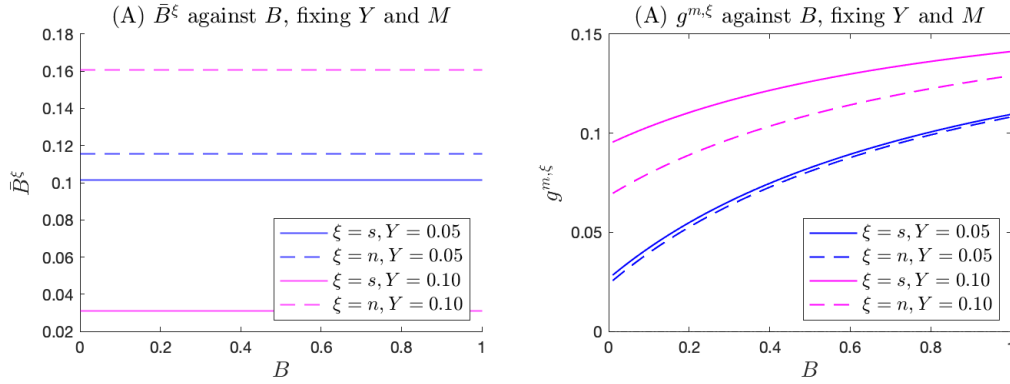 (A) B̄^ξ against B, fixing Y and M
0.18
0.16
0.14
0.12
0.1
0.08
0.06
0.04
0.02
0
0.2
0.4
0.6
0.8
1
B̄^ξ
B
ξ = s, Y = 0.05
ξ = n, Y = 0.05
ξ = s, Y = 0.10
ξ = n, Y = 0.10
(A) g^{m,ξ} against B, fixing Y and M
0.15
0.1
0.05
0
0
0.2
0.4
0.6
0.8
1
g^{m,ξ}
B
ξ = s, Y = 0.05
ξ = n, Y = 0.05
ξ = s, Y = 0.10
ξ = n, Y = 0.10